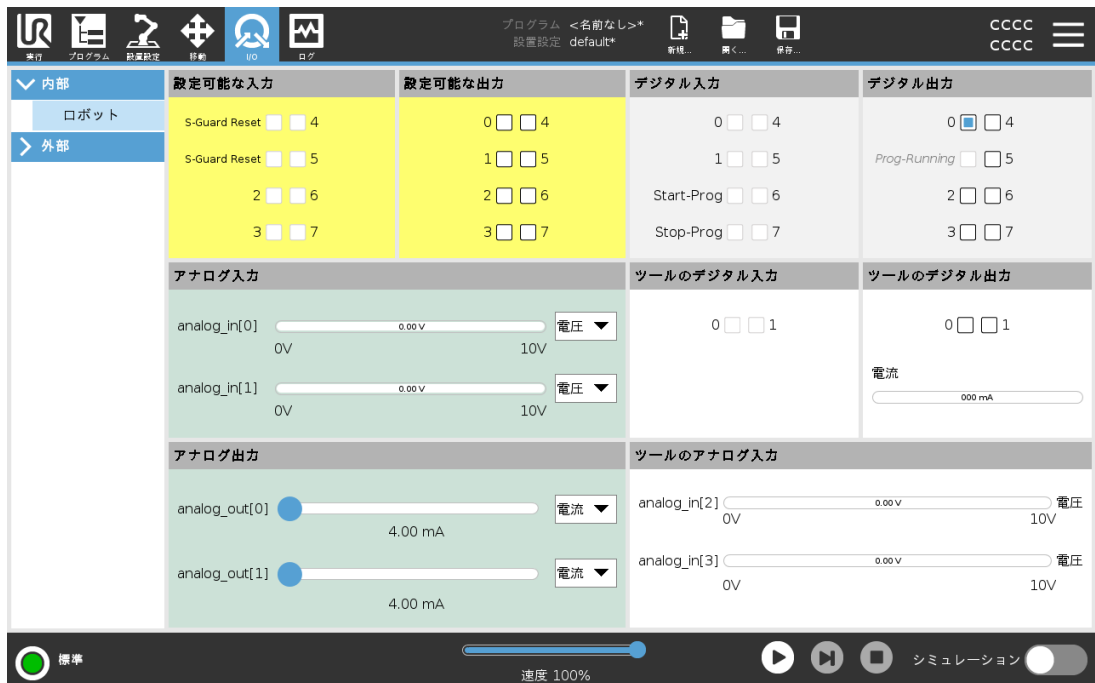 UR
プログラム <名前なし>*
設置設定 default*
CCCC
CCCC
実行 プログラム 設置設定 移動 I/O ログ 新規... 開く... 保存...
内部
ロボット
外部
設定可能な入力
S-Guard Reset 4
S-Guard Reset 5
2 6
3 7
設定可能な出力
0 4
1 5
2 6
3 7
デジタル入力
0 4
1 5
Start-Prog 6
Stop-Prog 7
デジタル出力
0 4
Prog-Running 5
2 6
3 7
アナログ入力
analog_in[0] 0.00 V 電圧
0V 10V
analog_in[1] 0.00 V 電圧
0V 10V
ツールのデジタル入力
0 1
ツールのデジタル出力
0 1
電流
000 mA
アナログ出力
analog_out[0] 電流
4.00 mA
analog_out[1] 電流
4.00 mA
ツールのアナログ入力
analog_in[2] 0.00 V 電圧
0V 10V
analog_in[3] 0.00 V 電圧
0V 10V
標準
速度 100%
シミュレーション